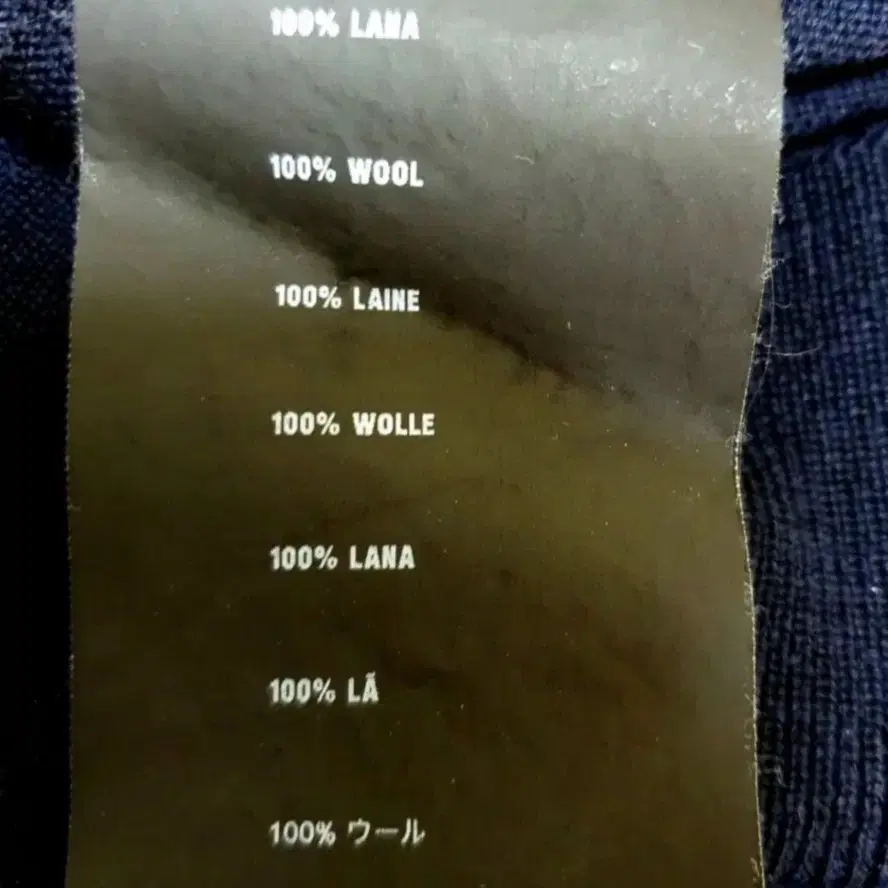 100% LANA
100% WOOL
100% LAINE
100% WOLLE
100% LANA
100% LÃ
100% ウール